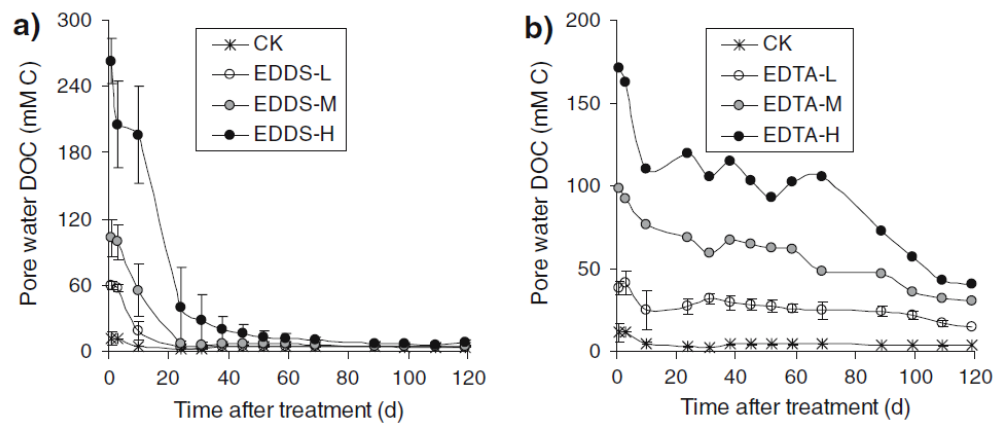 a)
Pore water DOC (mM C)
300
240
180
120
60
0
CK
EDDS-L
EDDS-M
EDDS-H
0 20 40 60 80 100 120
Time after treatment (d)
b)
Pore water DOC (mM C)
200
150
100
50
0
CK
EDTA-L
EDTA-M
EDTA-H
0 20 40 60 80 100 120
Time after treatment (d)